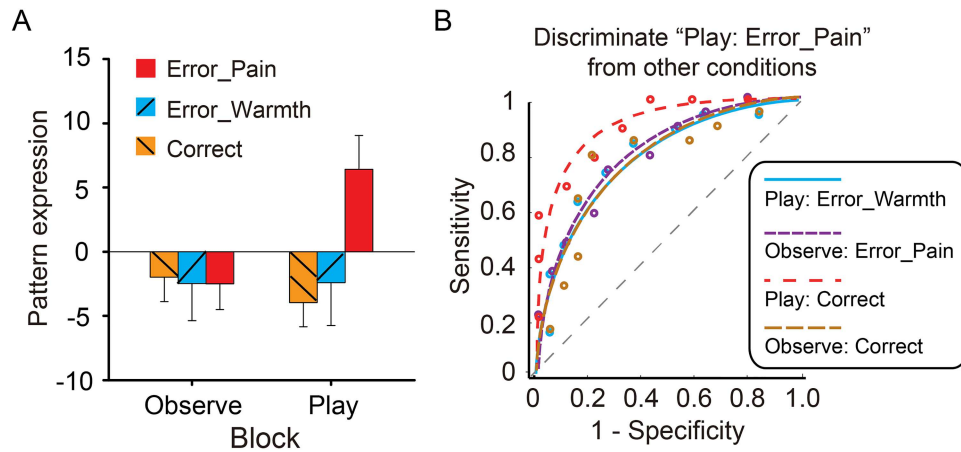 A
Pattern expression
15
10
5
0
-5
-10
Error_Pain
Error_Warmth
Correct
Observe
Play
Block
B
Discriminate “Play: Error_Pain”
from other conditions
Sensitivity
1
0.8
0.6
0.4
0.2
0
0
0.2
0.4
0.6
0.8
1.0
1 - Specificity
Play: Error_Warmth
Observe: Error_Pain
Play: Correct
Observe: Correct